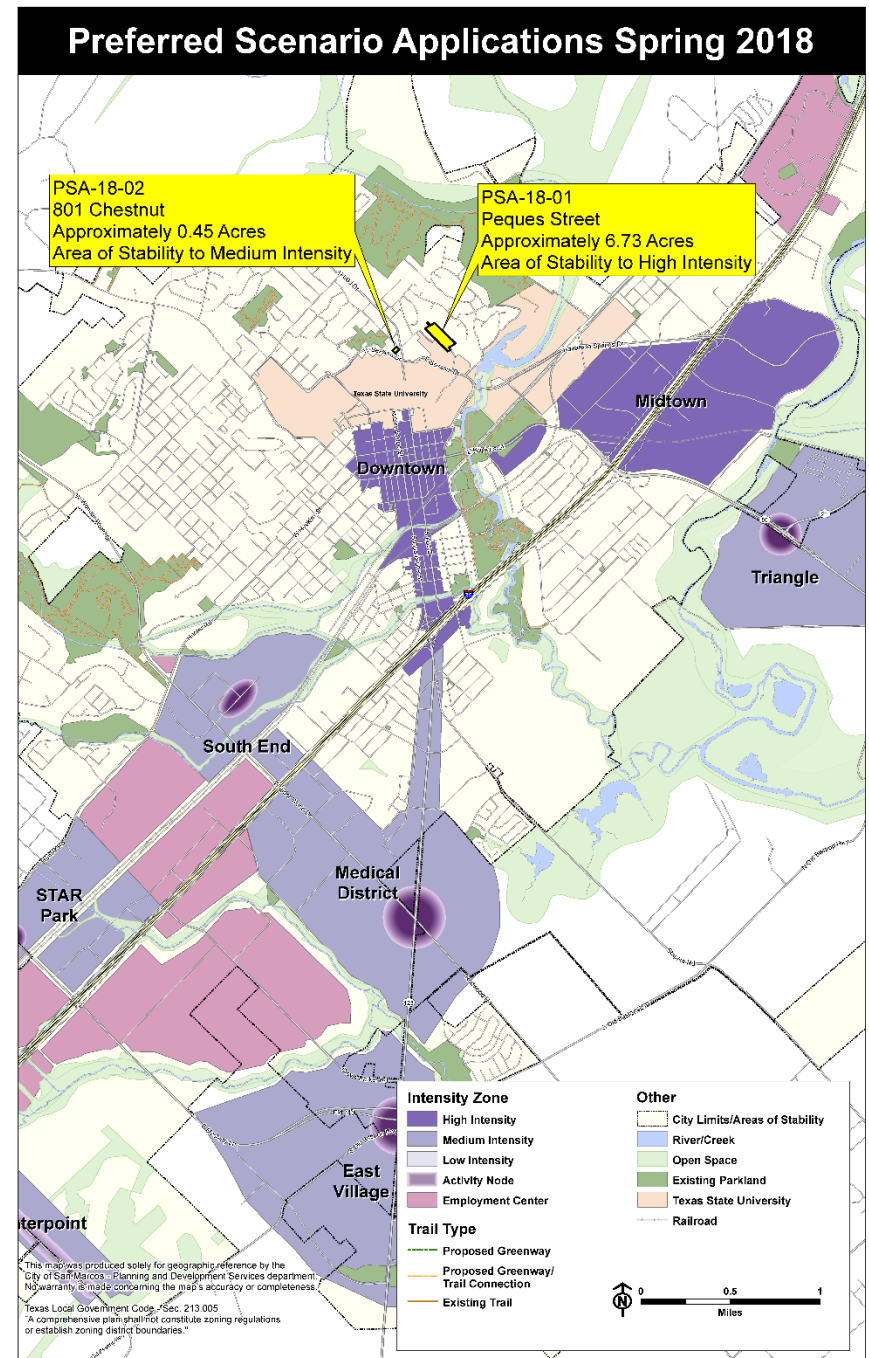 Preferred Scenario Applications Spring 2018
PSA-18-02
801 Chestnut
Approximately 0.45 Acres
Area of Stability to Medium Intensity
PSA-18-01
Peques Street
Approximately 6.73 Acres
Area of Stability to High Intensity
Texas State University
Midtown
Downtown
Triangle
South End
Medical
District
STAR
Park
123
East
Village
nterpoint
Intensity Zone
High Intensity
Medium Intensity
Low Intensity
Activity Node
Employment Center
Trail Type
Proposed Greenway
Proposed Greenway/
Trail Connection
Existing Trail
Other
City Limits/Areas of Stability
River/Creek
Open Space
Existing Parkland
Texas State University
Railroad
N
0 0.5 1
Miles
This map was produced solely for geographic reference by the
City of San Marcos - Planning and Development Services department.
No warranty is made concerning the map's accuracy or completeness.
Texas Local Government Code - Sec. 213.005
"A comprehensive plan shall not constitute zoning regulations
or establish zoning district boundaries."